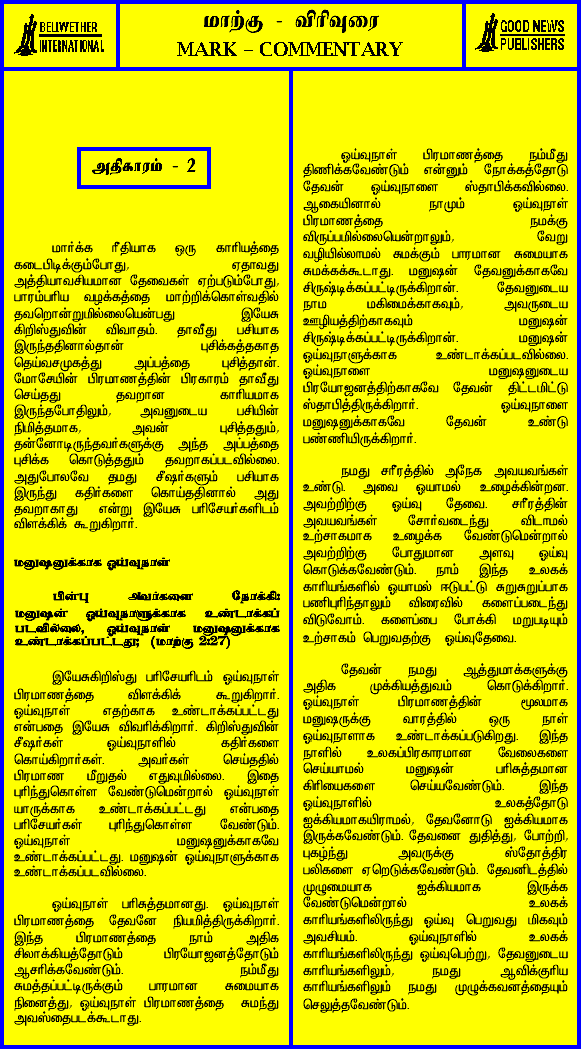 BELLWETHER
INTERNATIONAL
மாற்கு - விரிவுரை
MARK – COMMENTARY
GOOD NEWS
PUBLISHERS
அதிகாரம் - 2
மார்க்க ரீதியாக ஒரு காரியத்தை
கடைபிடிக்கும்போது, ஏதாவது
அத்தியாவசியமான தேவைகள் ஏற்படும்போது,
பாரம்பரிய வழக்கத்தை மாற்றிக்கொள்வதில்
தவறொன்றுமில்லையென்பது இயேசு
கிறிஸ்துவின் விவாதம். தாவீது பசியாக
இருந்ததினால்தான் புசிக்கத்தகாத
தெய்வசமுகத்து அப்பத்தை புசித்தான்.
மோசேயின் பிரமாணத்தின் பிரகாரம் தாவீது
செய்தது தவறான காரியமாக
இருந்தபோதிலும், அவனுடைய பசியின்
நிமித்தமாக, அவன் புசித்ததும்,
தன்னோடிருந்தவர்களுக்கு அந்த அப்பத்தை
புசிக்க கொடுத்ததும் தவறாகப்படவில்லை.
அதுபோலவே தமது சீஷர்களும் பசியாக
இருந்து கதிர்களை கொய்ததினால் அது
தவறாகாது என்று இயேசு பரிசேயர்களிடம்
விளக்கிக் கூறுகிறார்.
மனுஷனுக்காக ஓய்வுநாள்
பின்பு அவர்களை நோக்கி:
மனுஷன் ஓய்வுநாளுக்காக உண்டாக்கப்
படவில்லை, ஓய்வுநாள் மனுஷனுக்காக
உண்டாக்கப்பட்டது; (மாற்கு 2:27)
இயேசுகிறிஸ்து பரிசேயரிடம் ஓய்வுநாள்
பிரமாணத்தை விளக்கிக் கூறுகிறார்.
ஓய்வுநாள் எதற்காக உண்டாக்கப்பட்டது
என்பதை இயேசு விவரிக்கிறார். கிறிஸ்துவின்
சீஷர்கள் ஓய்வுநாளில் கதிர்களை
கொய்கிறார்கள். அவர்கள் செய்ததில்
பிரமாண மீறுதல் எதுவுமில்லை. இதை
புரிந்துகொள்ள வேண்டுமென்றால் ஓய்வுநாள்
யாருக்காக உண்டாக்கப்பட்டது என்பதை
பரிசேயர்கள் புரிந்துகொள்ள வேண்டும்.
ஓய்வுநாள் மனுஷனுக்காகவே
உண்டாக்கப்பட்டது. மனுஷன் ஓய்வுநாளுக்காக
உண்டாக்கப்படவில்லை.
ஓய்வுநாள் பரிசுத்தமானது. ஓய்வுநாள்
பிரமாணத்தை தேவனே நியமித்திருக்கிறார்.
இந்த பிரமாணத்தை நாம் அதிக
சிலாக்கியத்தோடும் பிரயோஜனத்தோடும்
ஆசரிக்கவேண்டும். நம்மீது
சுமத்தப்பட்டிருக்கும் பாரமான சுமையாக
நினைத்து, ஓய்வுநாள் பிரமாணத்தை சுமந்து
அவஸ்தைபடக்கூடாது.
ஓய்வுநாள் பிரமாணத்தை நம்மீது
திணிக்கவேண்டும் என்னும் நோக்கத்தோடு
தேவன் ஓய்வுநாளை ஸ்தாபிக்கவில்லை.
ஆகையினால் நாமும் ஓய்வுநாள்
பிரமாணத்தை நமக்கு
விருப்பமில்லையென்றாலும், வேறு
வழியில்லாமல் சுமக்கும் பாரமான சுமையாக
சுமக்கக்கூடாது. மனுஷன் தேவனுக்காகவே
சிருஷ்டிக்கப்பட்டிருக்கிறான். தேவனுடைய
நாம மகிமைக்காகவும், அவருடைய
ஊழியத்திற்காகவும் மனுஷன்
சிருஷ்டிக்கப்பட்டிருக்கிறான். மனுஷன்
ஓய்வுநாளுக்காக உண்டாக்கப்படவில்லை.
ஓய்வுநாளை மனுஷனுடைய
பிரயோஜனத்திற்காகவே தேவன் திட்டமிட்டு
ஸ்தாபித்திருக்கிறார். ஓய்வுநாளை
மனுஷனுக்காகவே தேவன் உண்டு
பண்ணியிருக்கிறார்.
நமது சரீரத்தில் அநேக அவயவங்கள்
உண்டு. அவை ஓயாமல் உழைக்கின்றன.
அவற்றிற்கு ஓய்வு தேவை. சரீரத்தின்
அவயவங்கள் சோர்வடைந்து விடாமல்
உற்சாகமாக உழைக்க வேண்டுமென்றால்
அவற்றிற்கு போதுமான அளவு ஓய்வு
கொடுக்கவேண்டும். நாம் இந்த உலகக்
காரியங்களில் ஓயாமல் ஈடுபட்டு சுறுசுறுப்பாக
பணிபுரிந்தாலும் விரைவில் களைப்படைந்து
விடுவோம். களைப்பை போக்கி மறுபடியும்
உற்சாகம் பெறுவதற்கு ஓய்வுதேவை.
தேவன் நமது ஆத்துமாக்களுக்கு
அதிக முக்கியத்துவம் கொடுக்கிறார்.
ஓய்வுநாள் பிரமாணத்தின் மூலமாக
மனுஷருக்கு வாரத்தில் ஒரு நாள்
ஓய்வுநாளாக உண்டாக்கப்படுகிறது. இந்த
நாளில் உலகப்பிரகாரமான வேலைகளை
செய்யாமல் மனுஷன் பரிசுத்தமான
கிரியைகளை செய்யவேண்டும். இந்த
ஓய்வுநாளில் உலகத்தோடு
ஐக்கியமாகயிராமல், தேவனோடு ஐக்கியமாக
இருக்கவேண்டும். தேவனை துதித்து, போற்றி,
புகழ்ந்து அவருக்கு ஸ்தோத்திர
பலிகளை ஏறெடுக்கவேண்டும். தேவனிடத்தில்
முழுமையாக ஐக்கியமாக இருக்க
வேண்டுமென்றால் உலகக்
காரியங்களிலிருந்து ஓய்வு பெறுவது மிகவும்
அவசியம். ஓய்வுநாளில் உலகக்
காரியங்களிலிருந்து ஓய்வுபெற்று, தேவனுடைய
காரியங்களிலும், நமது ஆவிக்குரிய
காரியங்களிலும் நமது முழுக்கவனத்தையும்
செலுத்தவேண்டும்.